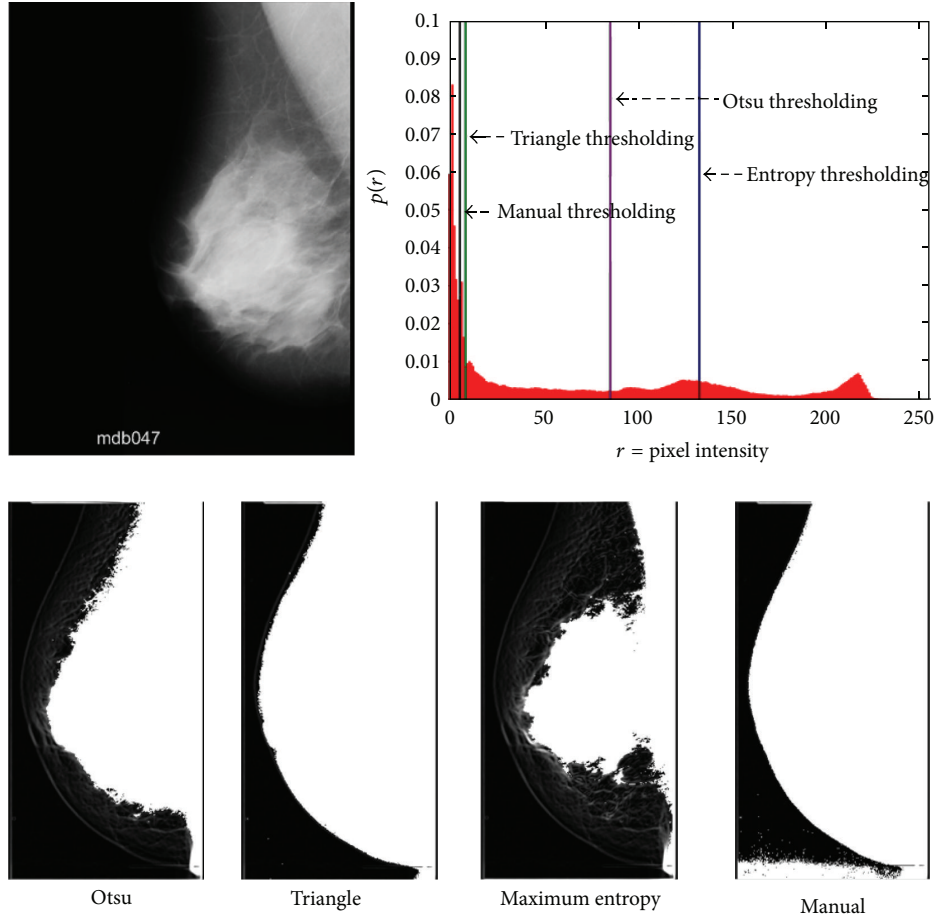 mdb047
0.1
0.09
0.08
0.07
0.06
0.05
0.04
0.03
0.02
0.01
0
p(r)
Otsu thresholding
Triangle thresholding
Entropy thresholding
Manual thresholding
0
50
100
150
200
250
r = pixel intensity
Otsu
Triangle
Maximum entropy
Manual